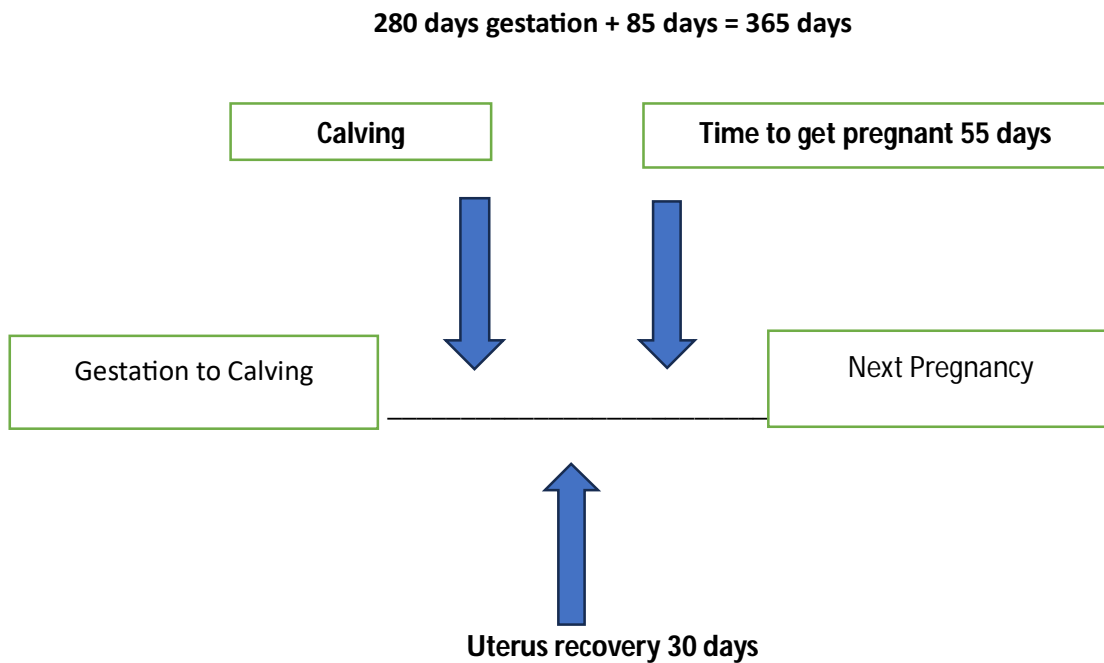 280 days gestation + 85 days = 365 days
Calving
Time to get pregnant 55 days
Gestation to Calving
Next Pregnancy
Uterus recovery 30 days